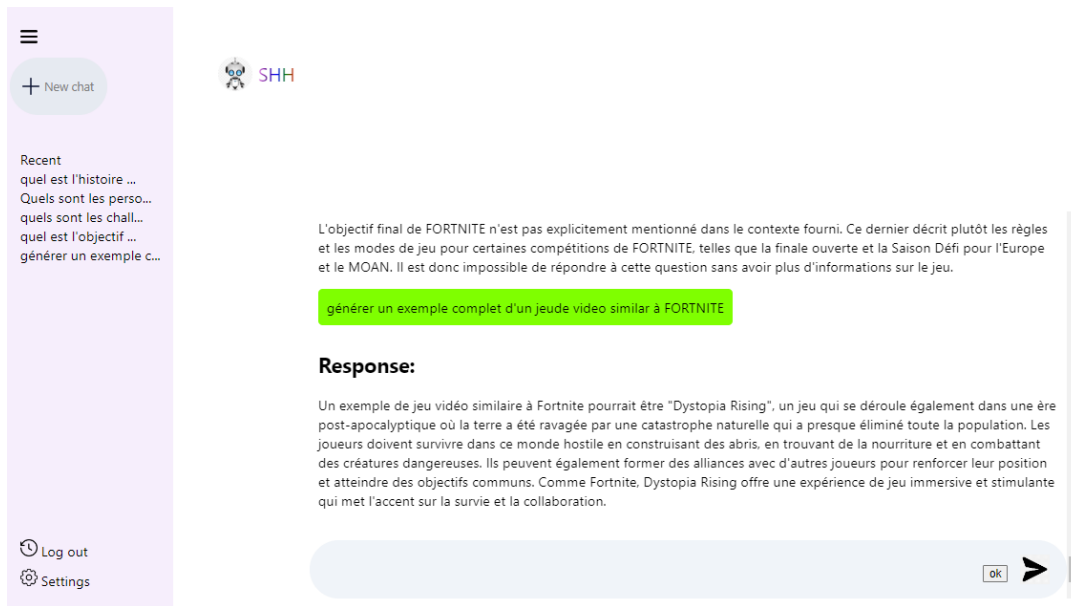 New chat
SHH
Recent
quel est l'histoire ...
Quels sont les perso...
quels sont les chall...
quel est l'objectif ...
générer un exemple c...
Log out
Settings
L'objectif final de FORTNITE n'est pas explicitement mentionné dans le contexte fourni. Ce dernier décrit plutôt les règles
et les modes de jeu pour certaines compétitions de FORTNITE, telles que la finale ouverte et la Saison Défi pour l'Europe
et le MOAN. Il est donc impossible de répondre à cette question sans avoir plus d'informations sur le jeu.
générer un exemple complet d'un jeude video similar à FORTNITE
Response:
Un exemple de jeu vidéo similaire à Fortnite pourrait être "Dystopia Rising", un jeu qui se déroule également dans une ère
post-apocalyptique où la terre a été ravagée par une catastrophe naturelle qui a presque éliminé toute la population. Les
joueurs doivent survivre dans ce monde hostile en construisant des abris, en trouvant de la nourriture et en combattant
des créatures dangereuses. Ils peuvent également former des alliances avec d'autres joueurs pour renforcer leur position
et atteindre des objectifs communs. Comme Fortnite, Dystopia Rising offre une expérience de jeu immersive et stimulante
qui met l'accent sur la survie et la collaboration.
ok